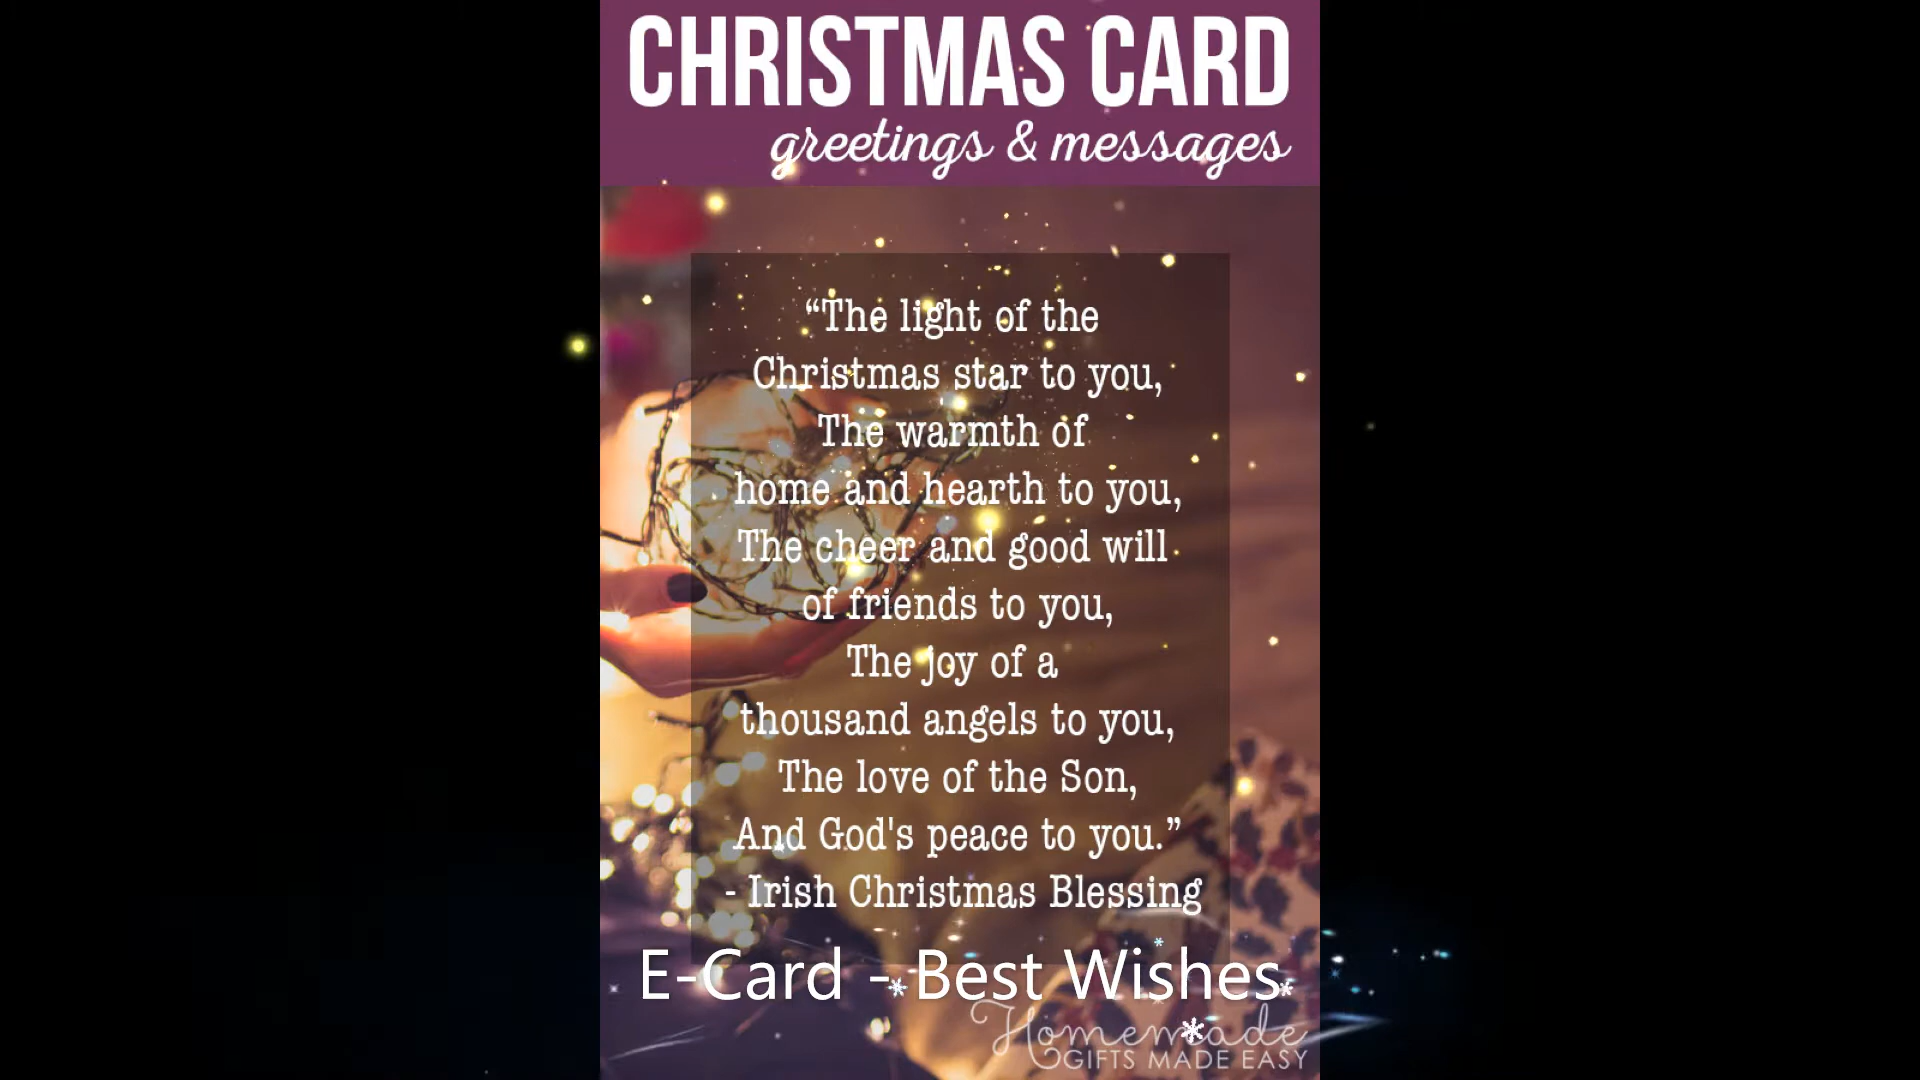 CHRISTMAS CARD
greetings & messages
“The light of the
Christmas star to you,
The warmth of
home and hearth to you,
The cheer and good will
of friends to you,
The joy of a
thousand angels to you,
The love of the Son,
And God's peace to you.”
- Irish Christmas Blessing
E-Card - Best Wishes
Homemade
GIFTS MADE EASY